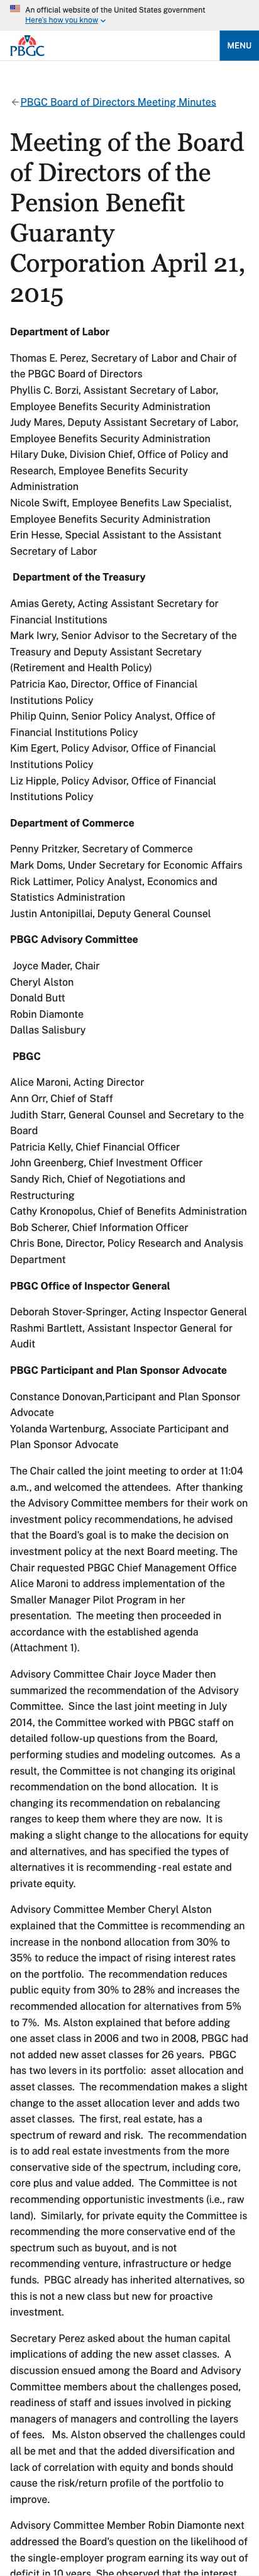 An official website of the United States government
Here's how you know
PBGC
MENU
PBGC Board of Directors Meeting Minutes
Meeting of the Board
of Directors of the
Pension Benefit
Guaranty
Corporation April 21,
2015
Department of Labor
Thomas E. Perez, Secretary of Labor and Chair of
the PBGC Board of Directors
Phyllis C. Borzi, Assistant Secretary of Labor,
Employee Benefits Security Administration
Judy Mares, Deputy Assistant Secretary of Labor,
Employee Benefits Security Administration
Hilary Duke, Division Chief, Office of Policy and
Research, Employee Benefits Security
Administration
Nicole Swift, Employee Benefits Law Specialist,
Employee Benefits Security Administration
Erin Hesse, Special Assistant to the Assistant
Secretary of Labor
Department of the Treasury
Amias Gerety, Acting Assistant Secretary for
Financial Institutions
Mark Iwry, Senior Advisor to the Secretary of the
Treasury and Deputy Assistant Secretary
(Retirement and Health Policy)
Patricia Kao, Director, Office of Financial
Institutions Policy
Philip Quinn, Senior Policy Analyst, Office of
Financial Institutions Policy
Kim Egert, Policy Advisor, Office of Financial
Institutions Policy
Liz Hipple, Policy Advisor, Office of Financial
Institutions Policy
Department of Commerce
Penny Pritzker, Secretary of Commerce
Mark Doms, Under Secretary for Economic Affairs
Rick Lattimer, Policy Analyst, Economics and
Statistics Administration
Justin Antonipillai, Deputy General Counsel
PBGC Advisory Committee
Joyce Mader, Chair
Cheryl Alston
Donald Butt
Robin Diamonte
Dallas Salisbury
PBGC
Alice Maroni, Acting Director
Ann Orr, Chief of Staff
Judith Starr, General Counsel and Secretary to the
Board
Patricia Kelly, Chief Financial Officer
John Greenberg, Chief Investment Officer
Sandy Rich, Chief of Negotiations and
Restructuring
Cathy Kronopolus, Chief of Benefits Administration
Bob Scherer, Chief Information Officer
Chris Bone, Director, Policy Research and Analysis
Department
PBGC Office of Inspector General
Deborah Stover-Springer, Acting Inspector General
Rashmi Bartlett, Assistant Inspector General for
Audit
PBGC Participant and Plan Sponsor Advocate
Constance Donovan,Participant and Plan Sponsor
Advocate
Yolanda Wartenburg, Associate Participant and
Plan Sponsor Advocate
The Chair called the joint meeting to order at 11:04
a.m., and welcomed the attendees.  After thanking
the Advisory Committee members for their work on
investment policy recommendations, he advised
that the Board's goal is to make the decision on
investment policy at the next Board meeting. The
Chair requested PBGC Chief Management Office
Alice Maroni to address implementation of the
Smaller Manager Pilot Program in her
presentation.  The meeting then proceeded in
accordance with the established agenda
(Attachment 1).
Advisory Committee Chair Joyce Mader then
summarized the recommendation of the Advisory
Committee.  Since the last joint meeting in July
2014, the Committee worked with PBGC staff on
detailed follow-up questions from the Board,
performing studies and modeling outcomes.  As a
result, the Committee is not changing its original
recommendation on the bond allocation.  It is
changing its recommendation on rebalancing
ranges to keep them where they are now.  It is
making a slight change to the allocations for equity
and alternatives, and has specified the types of
alternatives it is recommending - real estate and
private equity.
Advisory Committee Member Cheryl Alston
explained that the Committee is recommending an
increase in the nonbond allocation from 30% to
35% to reduce the impact of rising interest rates
on the portfolio.  The recommendation reduces
public equity from 30% to 28% and increases the
recommended allocation for alternatives from 5%
to 7%.  Ms. Alston explained that before adding
one asset class in 2006 and two in 2008, PBGC had
not added new asset classes for 26 years.  PBGC
has two levers in its portfolio:  asset allocation and
asset classes.  The recommendation makes a slight
change to the asset allocation lever and adds two
asset classes.  The first, real estate, has a
spectrum of reward and risk.  The recommendation
is to add real estate investments from the more
conservative side of the spectrum, including core,
core plus and value added.  The Committee is not
recommending opportunistic investments (i.e., raw
land).  Similarly, for private equity the Committee is
recommending the more conservative end of the
spectrum such as buyout, and is not
recommending venture, infrastructure or hedge
funds.  PBGC already has inherited alternatives, so
this is not a new class but new for proactive
investment.
Secretary Perez asked about the human capital
implications of adding the new asset classes.  A
discussion ensued among the Board and Advisory
Committee members about the challenges posed,
readiness of staff and issues involved in picking
managers of managers and controlling the layers
of fees.   Ms. Alston observed the challenges could
all be met and that the added diversification and
lack of correlation with equity and bonds should
cause the risk/return profile of the portfolio to
improve.
Advisory Committee Member Robin Diamonte next
addressed the Board's question on the likelihood of
the single-employer program earning its way out of
deficit in 10 years. She observed that the interest